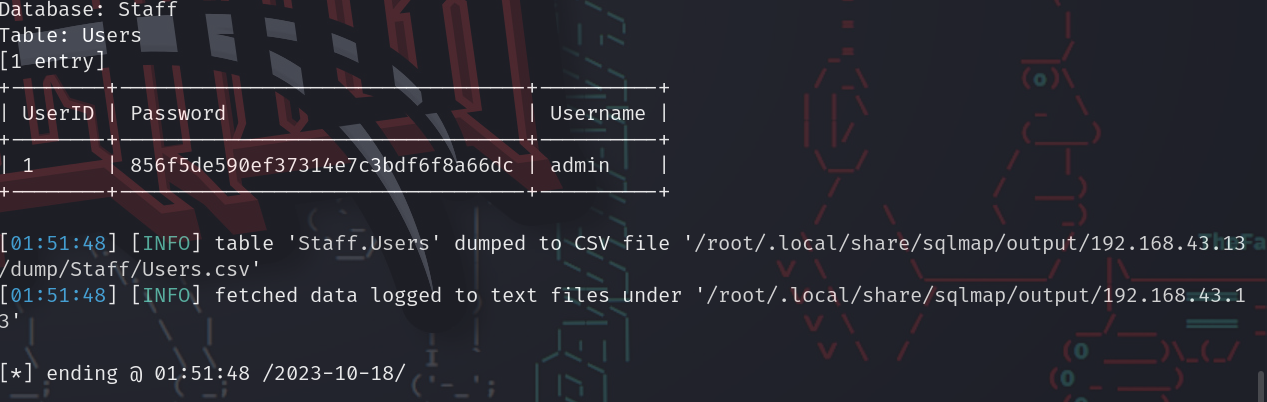 Database: Staff
Table: Users
[1 entry]
+--------+----------------------------------+----------+
| UserID | Password                         | Username |
+--------+----------------------------------+----------+
| 1      | 856f5de590ef37314e7c3bdf6f8a66dc | admin    |
+--------+----------------------------------+----------+
[01:51:48] [INFO] table 'Staff.Users' dumped to CSV file '/root/.local/share/sqlmap/output/192.168.43.13
/dump/Staff/Users.csv'
[01:51:48] [INFO] fetched data logged to text files under '/root/.local/share/sqlmap/output/192.168.43.1
3'
[*] ending @ 01:51:48 /2023-10-18/